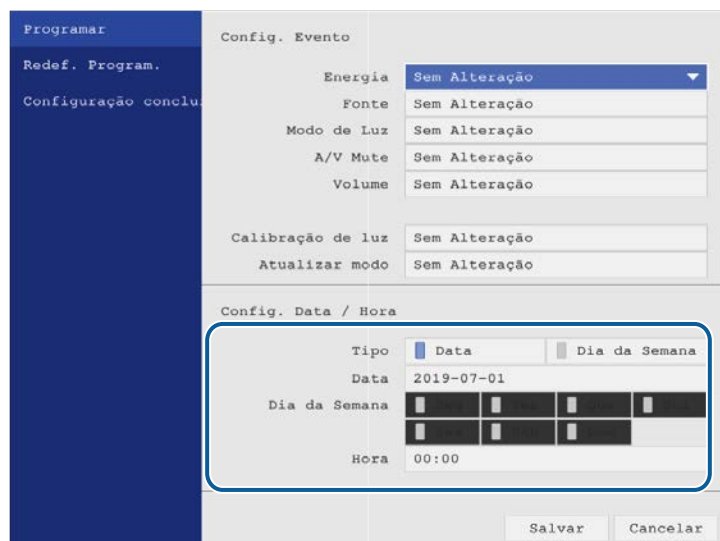 Programar
Redef. Program.
Configuração conclu
Config. Evento
Energia Sem Alteração
Fonte Sem Alteração
Modo de Luz Sem Alteração
A/V Mute Sem Alteração
Volume Sem Alteração
Calibração de luz Sem Alteração
Atualizar modo Sem Alteração
Config. Data / Hora
Tipo Data Dia da Semana
Data 2019-07-01
Dia da Semana
Hora 00:00
Salvar Cancelar